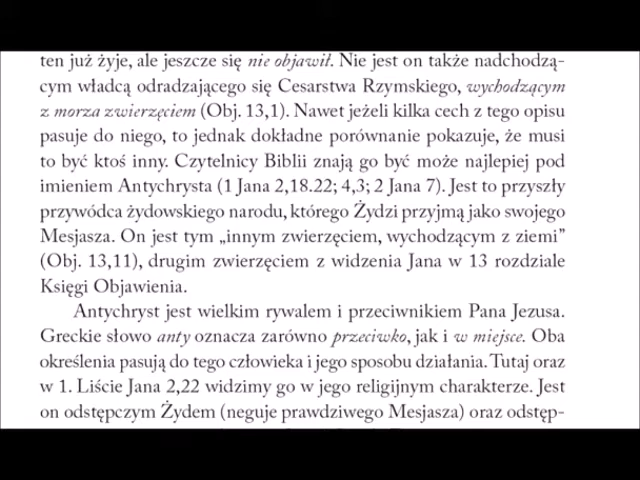 ten już żyje, ale jeszcze się nie objawił. Nie jest on także nadchodzą-
cym władcą odradzającego się Cesarstwa Rzymskiego, wychodzącym
z morza zwierzęciem (Obj. 13,1). Nawet jeżeli kilka cech z tego opisu
pasuje do niego, to jednak dokładne porównanie pokazuje, że musi
to być ktoś inny. Czytelnicy Biblii znają go być może najlepiej pod
imieniem Antychrysta (1 Jana 2,18.22; 4,3; 2 Jana 7). Jest to przyszły
przywódca żydowskiego narodu, którego Żydzi przyjmą jako swojego
Mesjasza. On jest tym „innym zwierzęciem, wychodzącym z ziemi”
(Obj. 13,11), drugim zwierzęciem z widzenia Jana w 13 rozdziale
Księgi Objawienia.
Antychryst jest wielkim rywalem i przeciwnikiem Pana Jezusa.
Greckie słowo anty oznacza zarówno przeciwko, jak i w miejsce. Oba
określenia pasują do tego człowieka i jego sposobu działania. Tutaj oraz
w 1. Liście Jana 2,22 widzimy go w jego religijnym charakterze. Jest
on odstępczym Żydem (neguje prawdziwego Mesjasza) oraz odstęp-